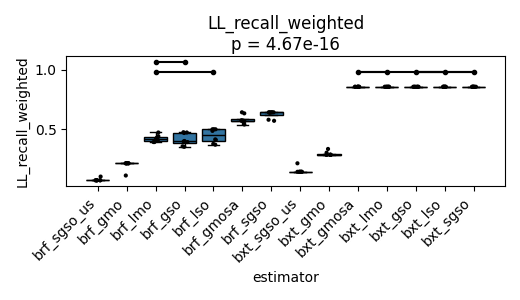 LL_recall_weighted
p = 4.67e-16
LL_recall_weighted
1.0
0.5
brf_sgso_us
brf_gmo
brf_lmo
brf_gso
brf_lso
brf_gmosa
brf_sgso
bxt_sgso_us
bxt_gmo
bxt_gmosa
bxt_lmo
bxt_gso
bxt_lso
bxt_sgso
estimator